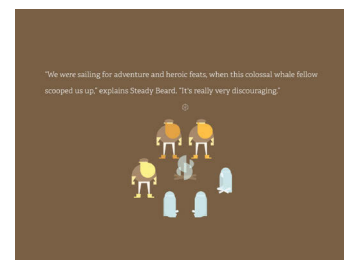 "We were sailing for adventure and heroic feats, when this colossal whale fellow
scooped us up," explains Steady Beard. "It's really very discouraging."